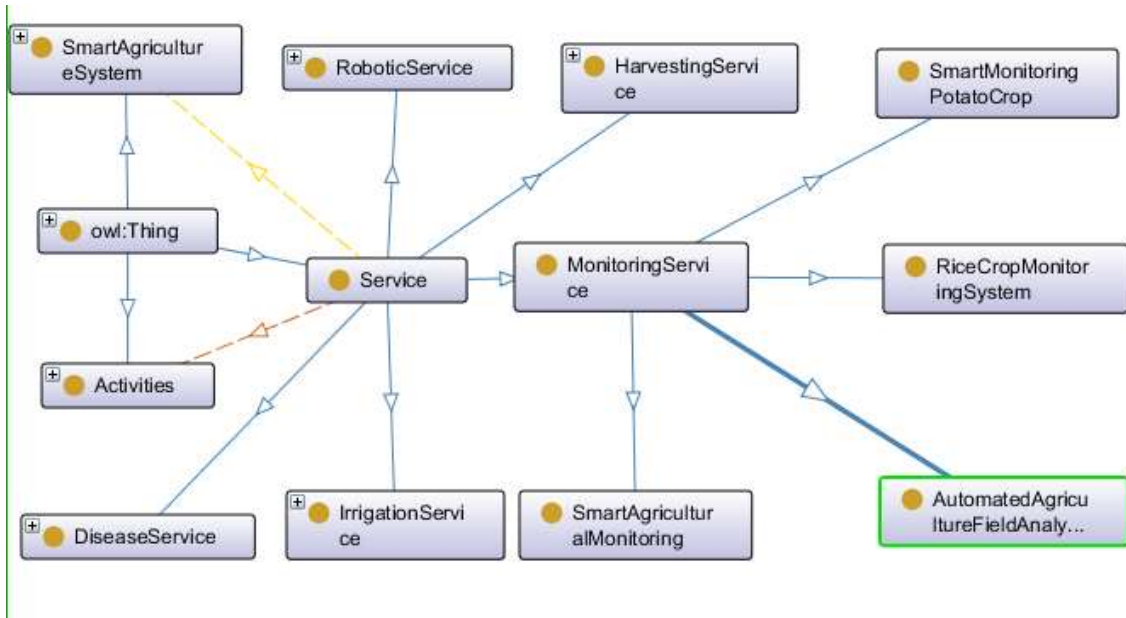 SmartAgricultur
eSystem
RoboticService
HarvestingServi
ce
SmartMonitoring
PotatoCrop
owl:Thing
Service
MonitoringServi
ce
RiceCropMonitor
ingSystem
Activities
DiseaseService
IrrigationServi
ce
SmartAgricultur
alMonitoring
AutomatedAgricu
ltureFieldAnaly...